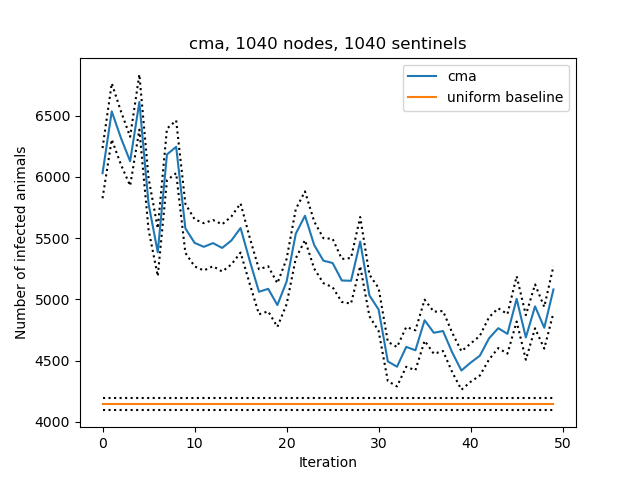 cma, 1040 nodes, 1040 sentinels
cma
uniform baseline
Number of infected animals
6500
6000
5500
5000
4500
4000
0 10 20 30 40 50
Iteration